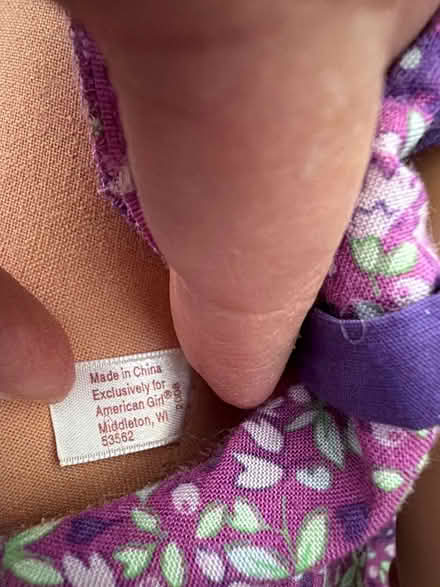 Made in China
Exclusively for
American Girl®
Middleton, WI
53562